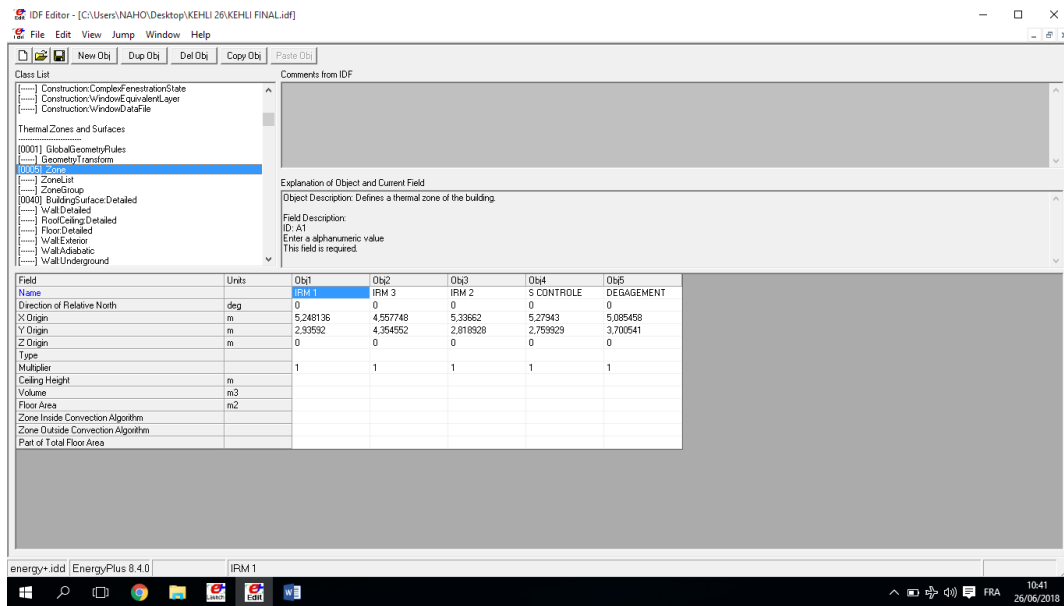 IDF Editor - [C:\Users\NAHO\Desktop\KEHLI 26\KEHLI FINAL.idf]
File Edit View Jump Window Help
New Obj Dup Obj Del Obj Copy Obj Paste Obj
Class List
Comments from IDF
[------] Construction:ComplexFenestrationState
[------] Construction:WindowEquivalentLayer
[------] Construction:WindowDataFile
Thermal Zones and Surfaces
--------------------------
[0001] GlobalGeometryRules
[------] GeometryTransform
[0005] Zone
[------] ZoneList
[------] ZoneGroup
[0040] BuildingSurface:Detailed
[------] Wall:Detailed
[------] RoofCeiling:Detailed
[------] Floor:Detailed
[------] Wall:Exterior
[------] Wall:Adiabatic
[------] Wall:Underground
Explanation of Object and Current Field
Object Description: Defines a thermal zone of the building.
Field Description:
ID: A1
Enter a alphanumeric value
This field is required.
Field Units Obj1 Obj2 Obj3 Obj4 Obj5
Name IRM 1 IRM 3 IRM 2 S CONTROLE DEGAGEMENT
Direction of Relative North deg 0 0 0 0 0
X Origin m 5,248136 4,557748 5,33662 5,27943 5,085458
Y Origin m 2,93592 4,354552 2,818928 2,759929 3,700541
Z Origin m 0 0 0 0 0
Type
Multiplier 1 1 1 1 1
Ceiling Height m
Volume m3
Floor Area m2
Zone Inside Convection Algorithm
Zone Outside Convection Algorithm
Part of Total Floor Area
energy+.idd EnergyPlus 8.4.0 IRM 1
FRA
10:41
26/06/2018